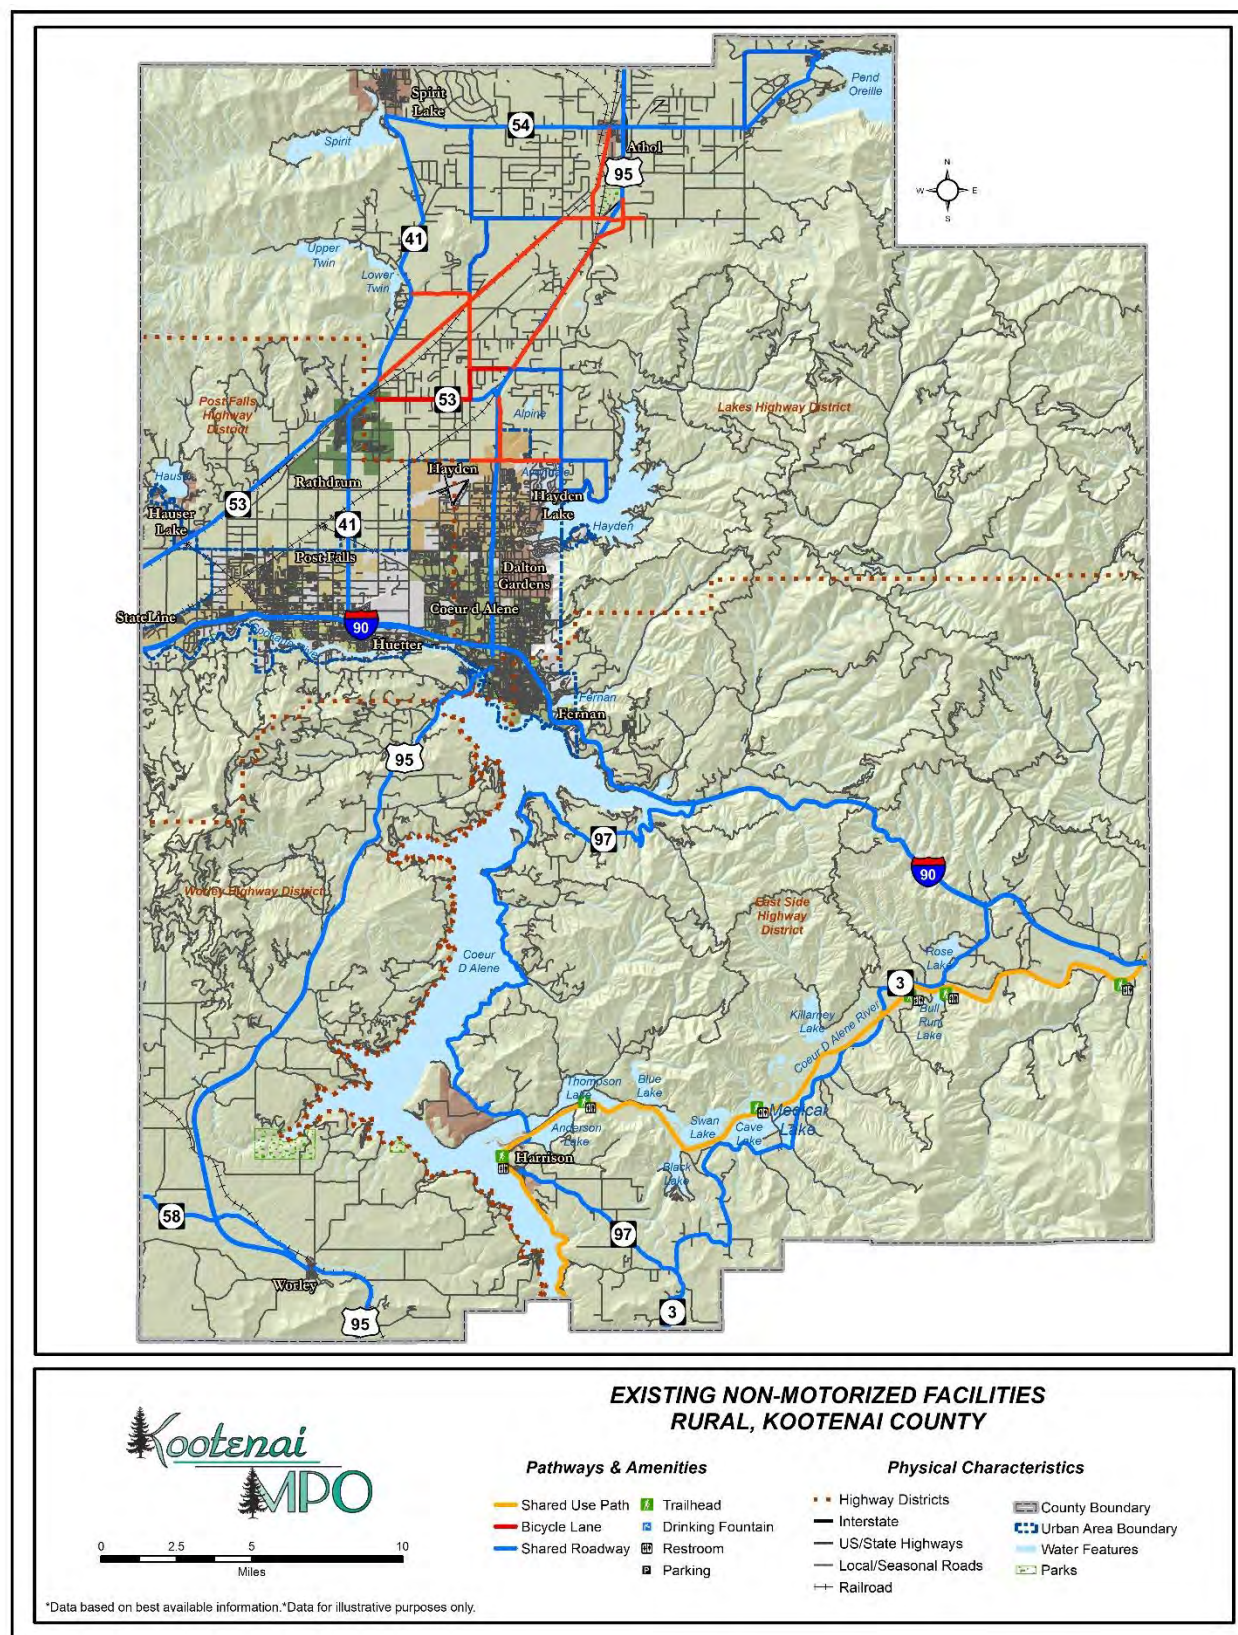 Pend
Oreille
Spirit
Lake
54
Spirit
Athol
95
N
W
E
S
41
Upper
Twin
Lower
Twin
Post Falls
Highway
District
53
Alpine
Lakes Highway District
Hayden
Hauser
Rathdrum
53
Hauser
Lake
41
Hayden
Lake
Hayden
Post Falls
Dalton
Gardens
StateLine
Coeur d Alene
90
Huetter
Fernan
Fernan
95
97
90
Worley Highway District
East Side
Highway
District
Coeur
D Alene
Rose
Lake
3
Killarney
Lake
Coeur D Alene River
Bull
Run
Lake
Thompson
Lake
Blue
Lake
Medical
Lake
Swan
Lake
Cave
Lake
Anderson
Lake
Harrison
Black
Lake
58
97
Worley
95
3
EXISTING NON-MOTORIZED FACILITIES
RURAL, KOOTENAI COUNTY
Kootenai
MPO
0 2.5 5 10
Miles
Pathways & Amenities
Shared Use Path
Bicycle Lane
Shared Roadway
Trailhead
Drinking Fountain
Restroom
P Parking
Physical Characteristics
Highway Districts
Interstate
US/State Highways
Local/Seasonal Roads
Railroad
County Boundary
Urban Area Boundary
Water Features
Parks
*Data based on best available information.*Data for illustrative purposes only.